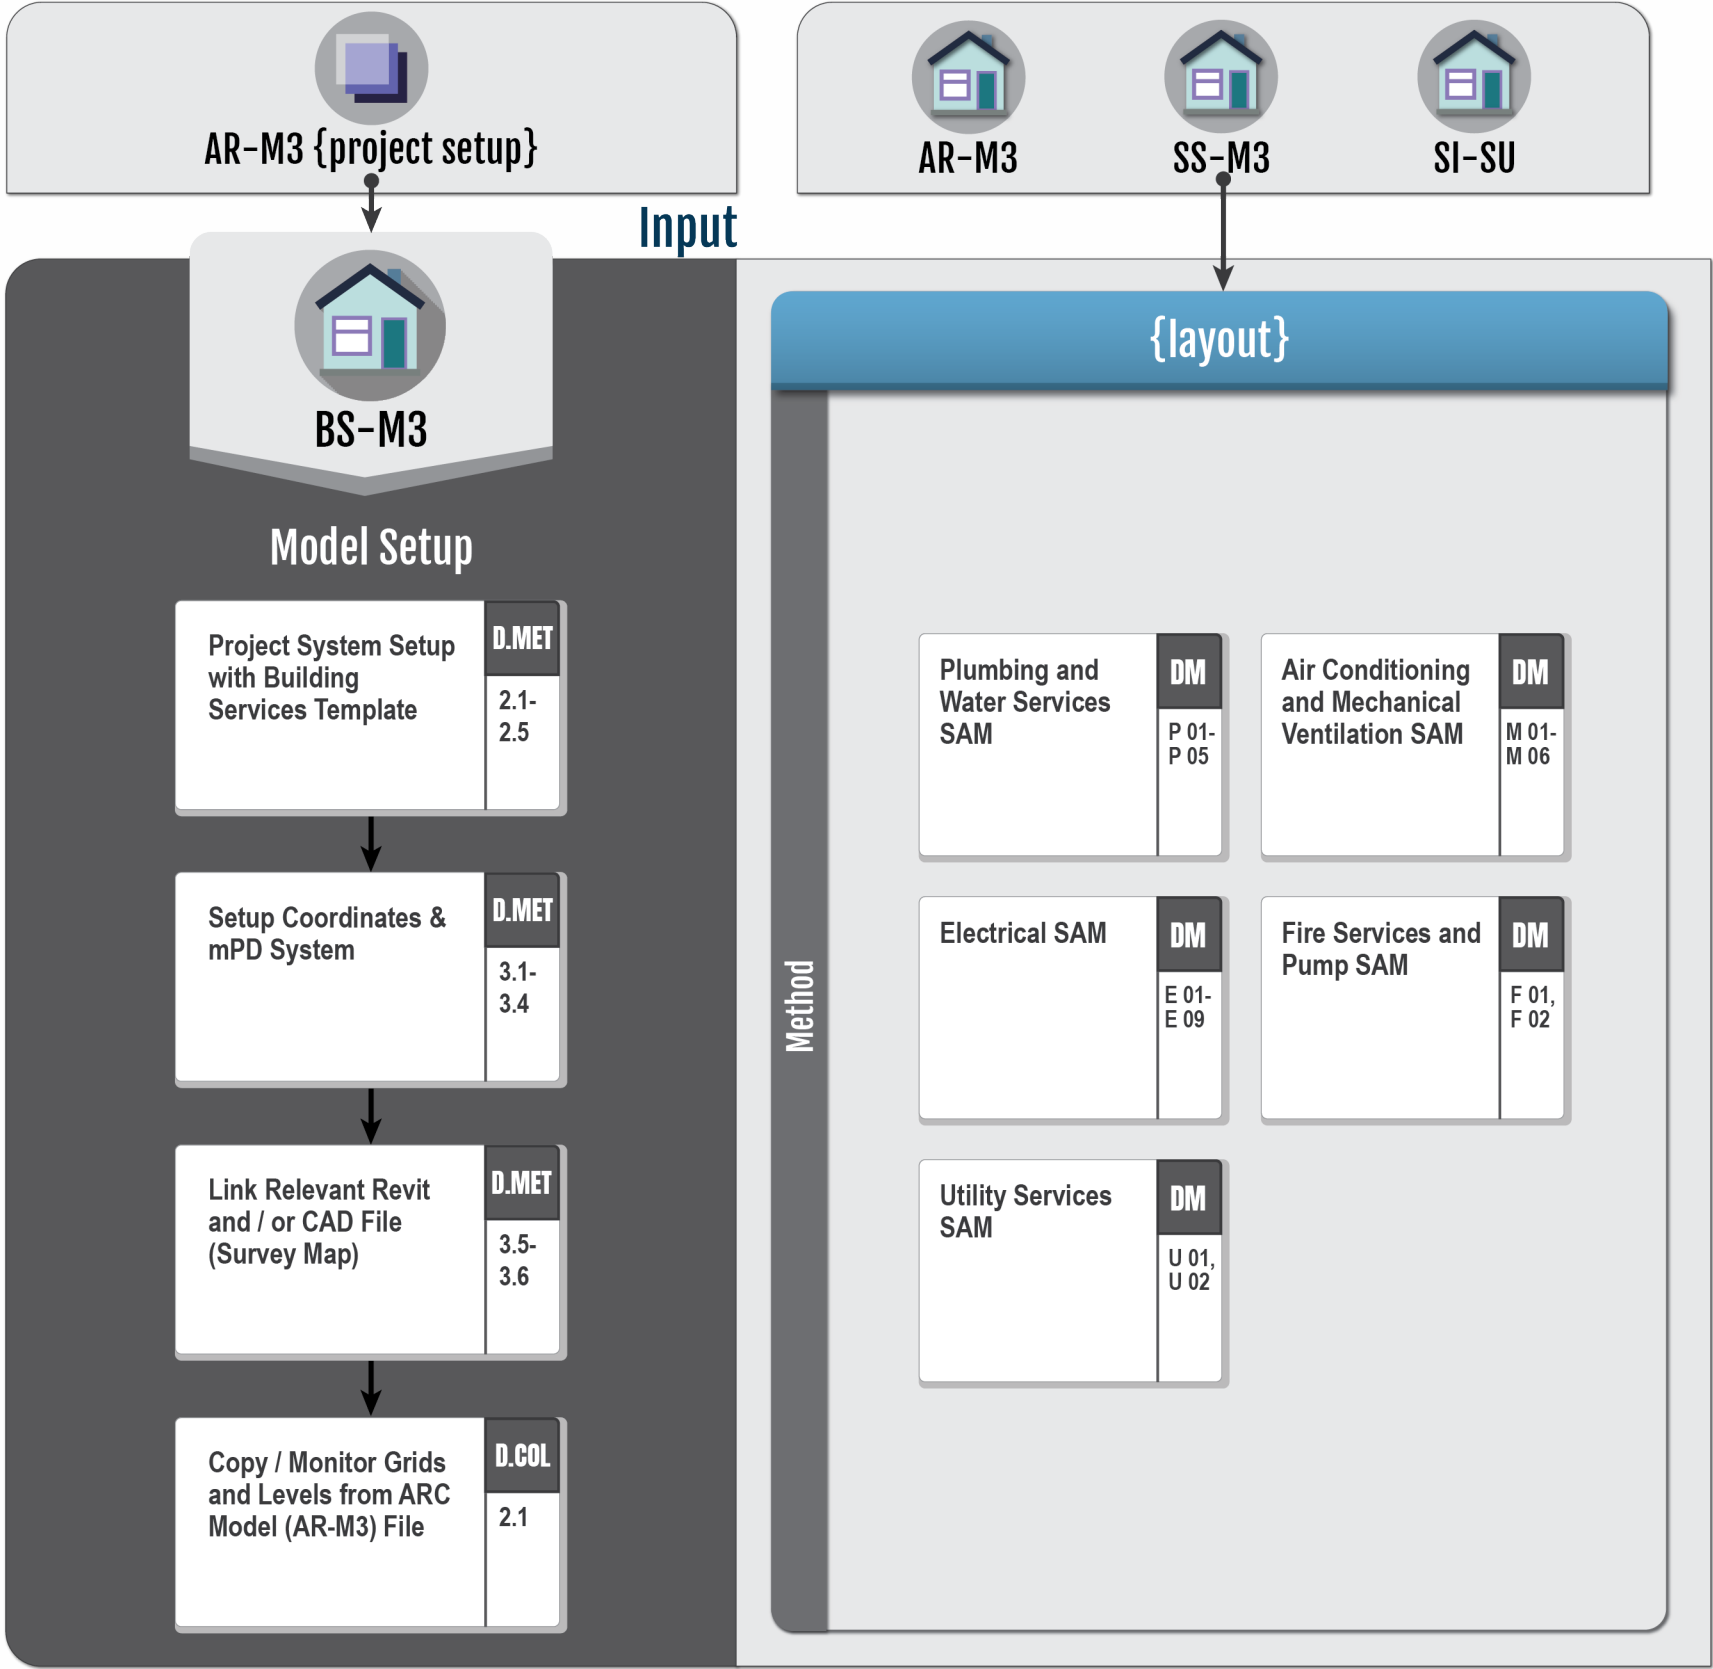 AR-M3 {project setup}
AR-M3
SS-M3
SI-SU
Input
BS-M3
Model Setup
Project System Setup
with Building
Services Template
D.MET
2.1-
2.5
Setup Coordinates &
mPD System
D.MET
3.1-
3.4
Link Relevant Revit
and / or CAD File
(Survey Map)
D.MET
3.5-
3.6
Copy / Monitor Grids
and Levels from ARC
Model (AR-M3) File
D.COL
2.1
{layout}
Method
Plumbing and
Water Services
SAM
DM
P 01-
P 05
Air Conditioning
and Mechanical
Ventilation SAM
DM
M 01-
M 06
Electrical SAM
DM
E 01-
E 09
Fire Services and
Pump SAM
DM
F 01,
F 02
Utility Services
SAM
DM
U 01,
U 02